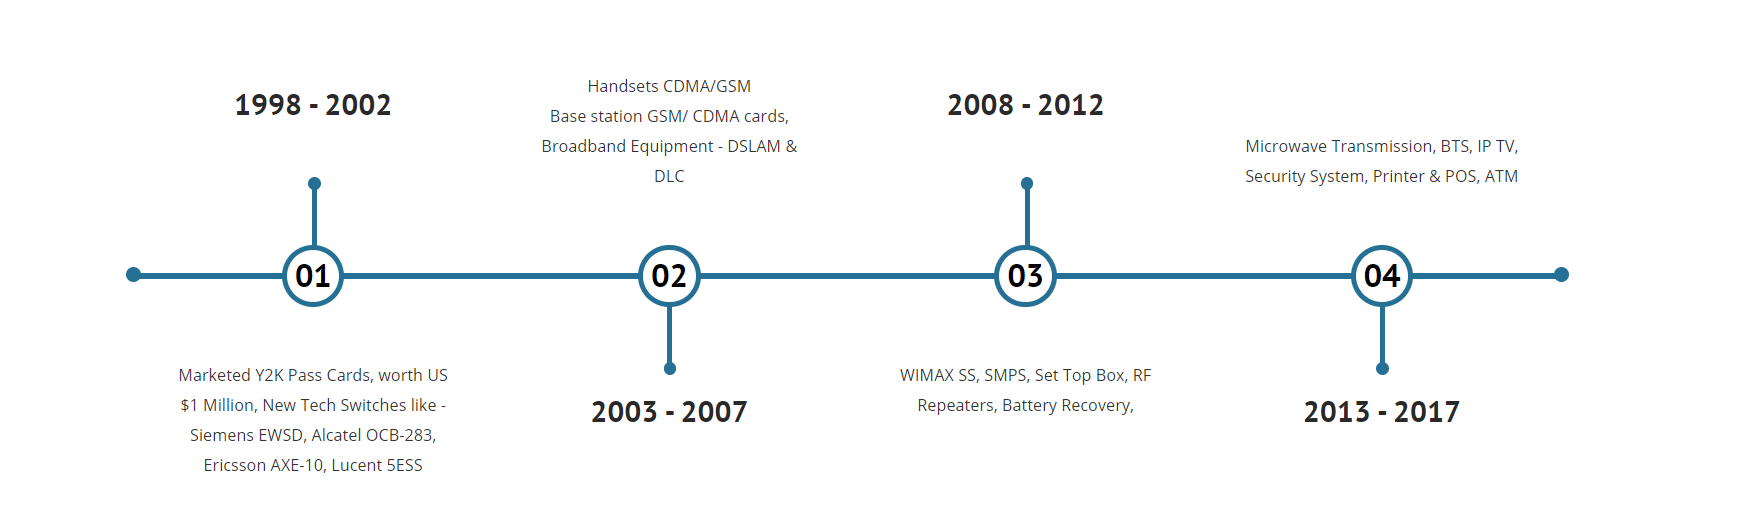 1998 - 2002
Handsets CDMA/GSM
Base station GSM/ CDMA cards,
Broadband Equipment - DSLAM &
DLC
2008 - 2012
Microwave Transmission, BTS, IP TV,
Security System, Printer & POS, ATM
01
02
03
04
Marketed Y2K Pass Cards, worth US
$1 Million, New Tech Switches like -
Siemens EWSD, Alcatel OCB-283,
Ericsson AXE-10, Lucent 5ESS
2003 - 2007
WIMAX SS, SMPS, Set Top Box, RF
Repeaters, Battery Recovery,
2013 - 2017